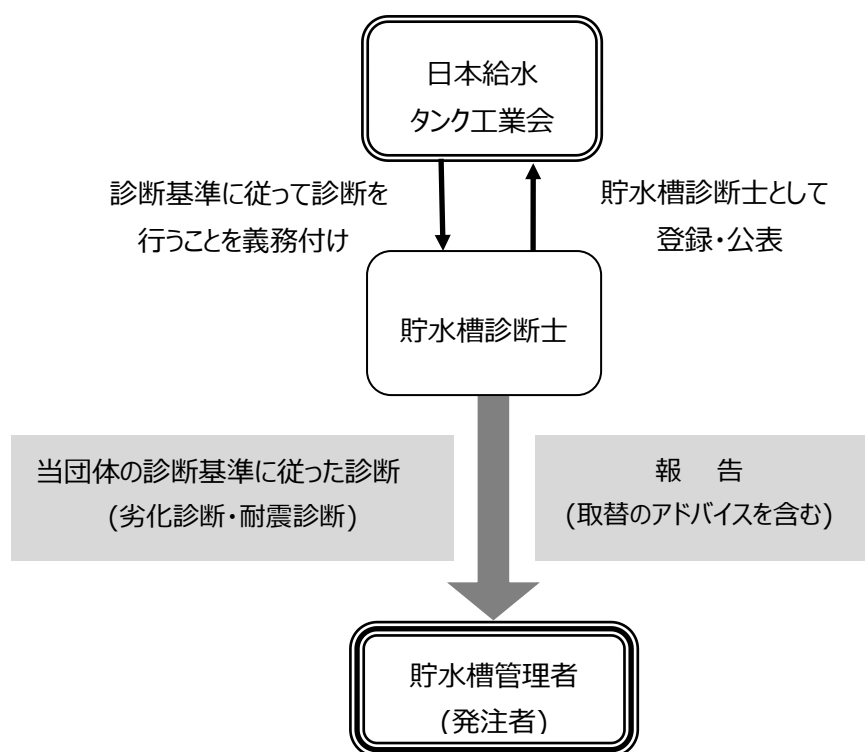 日本給水
タンク工業会
診断基準に従って診断を
行うことを義務付け
貯水槽診断士として
登録・公表
貯水槽診断士
当団体の診断基準に従った診断
(劣化診断・耐震診断)
報　告
(取替のアドバイスを含む)
貯水槽管理者
(発注者)